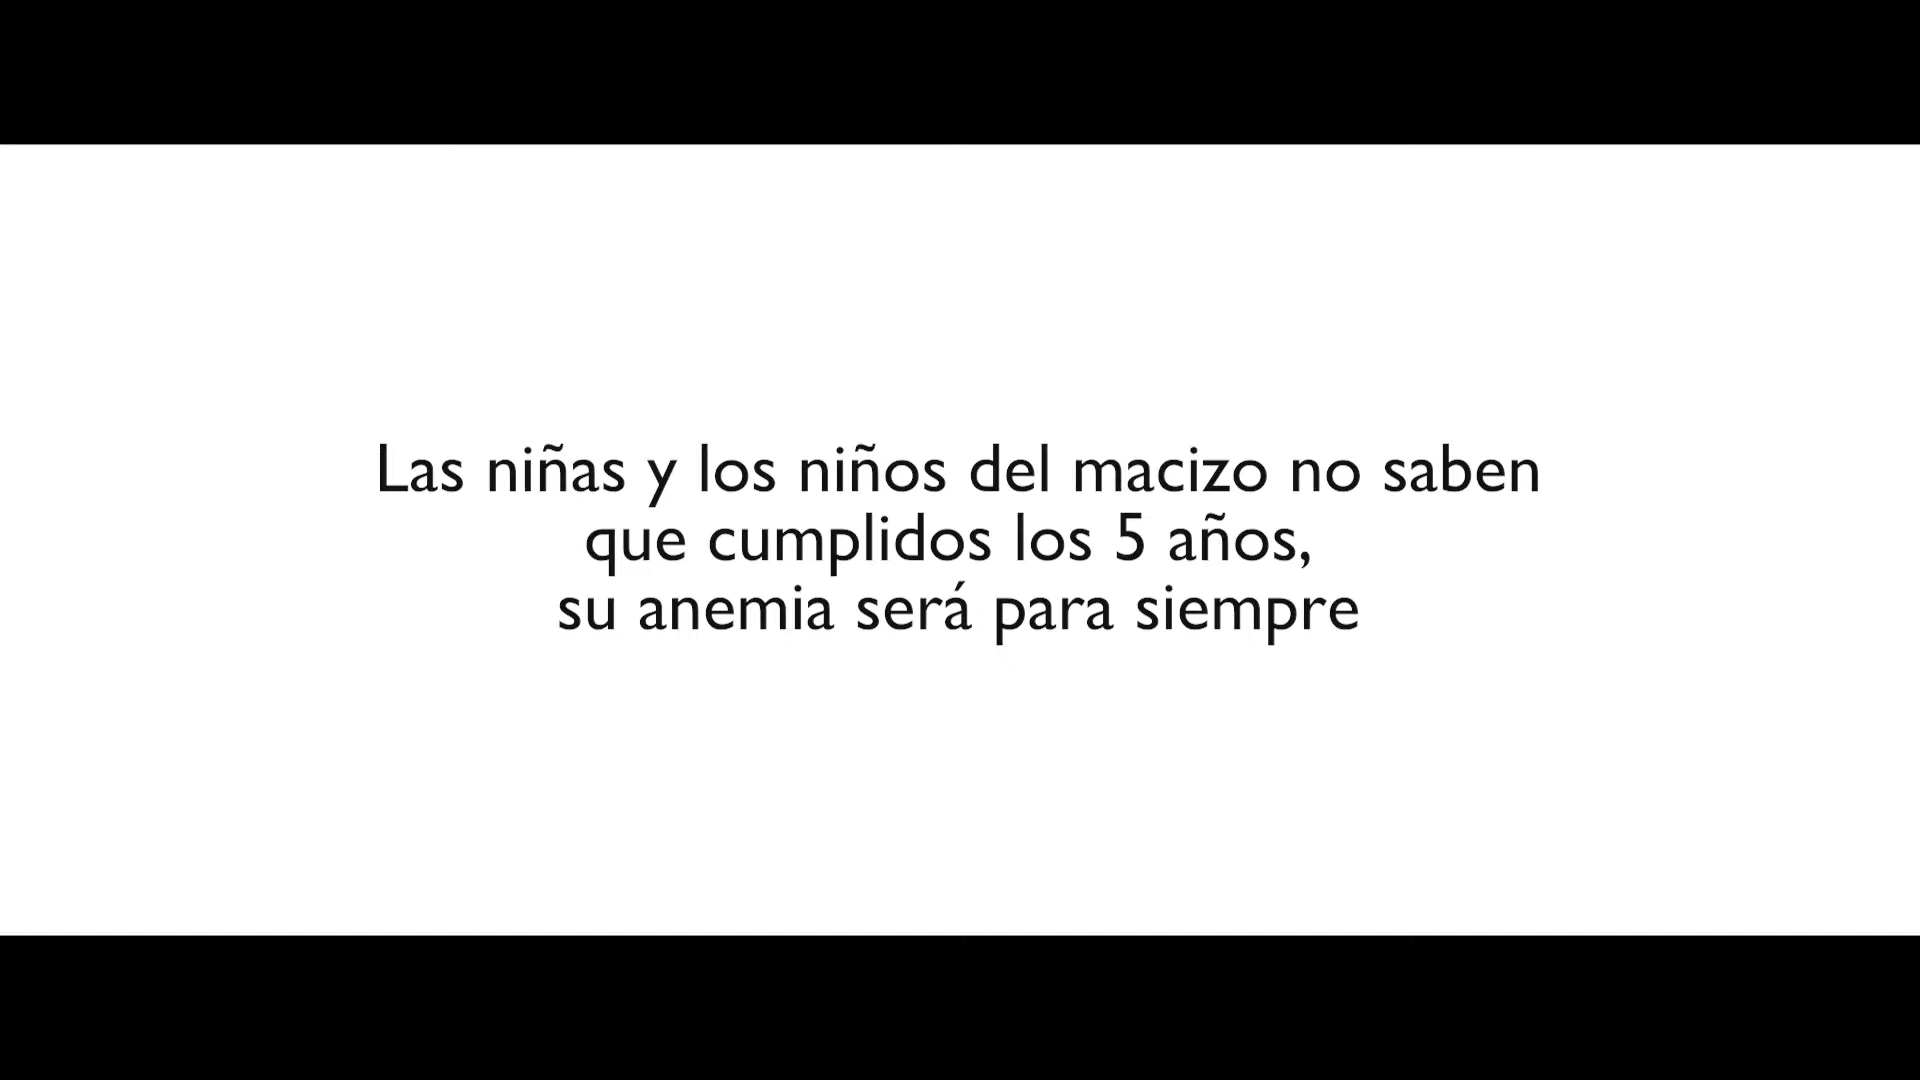 Las niñas y los niños del macizo no saben
que cumplidos los 5 años,
su anemia será para siempre